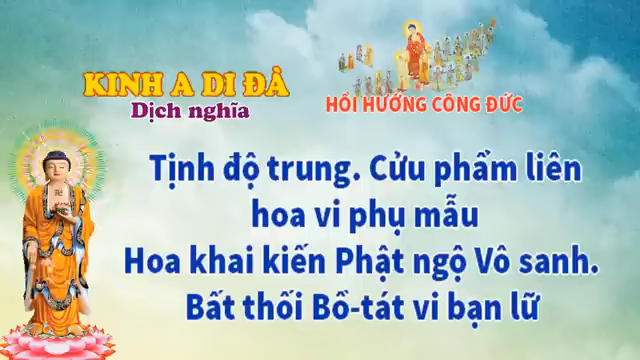 KINH A DI ĐÀ
Dịch nghĩa
HỒI HƯỚNG CÔNG ĐỨC
Tịnh độ trung. Cửu phẩm liên
hoa vi phụ mẫu
Hoa khai kiến Phật ngộ Vô sanh.
Bất thối Bồ-tát vi bạn lữ